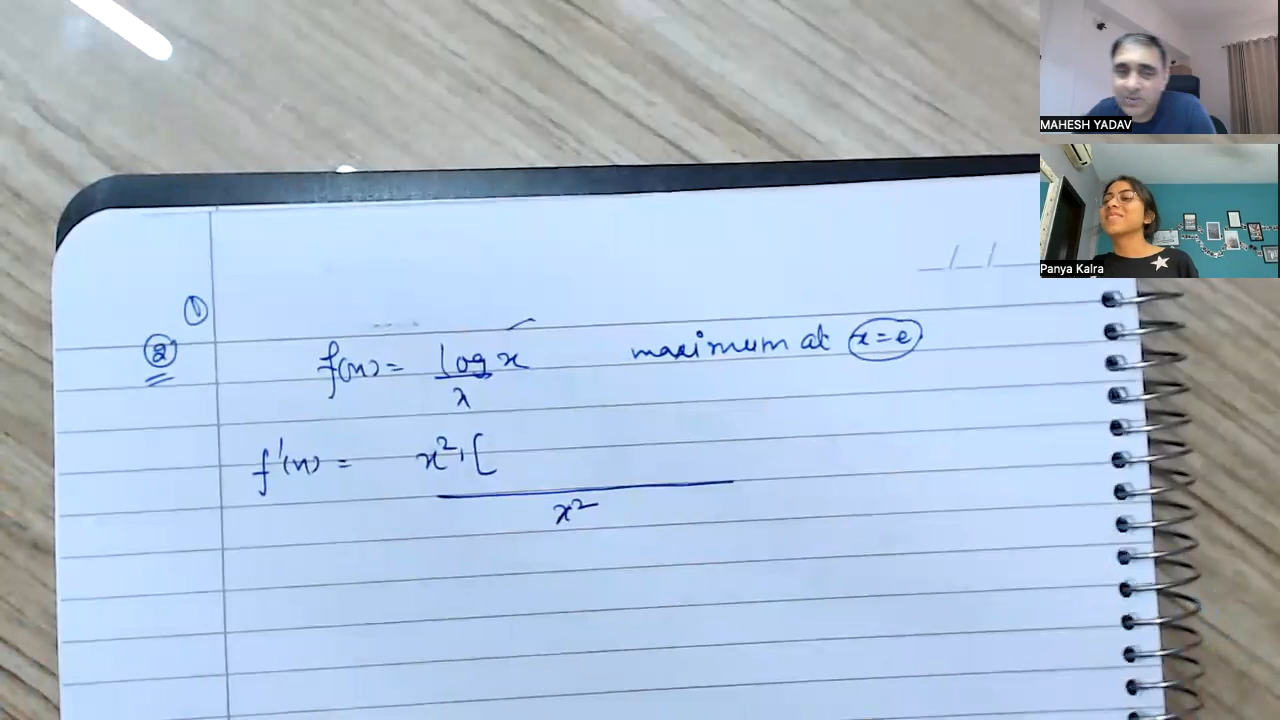 MAHESH YADAV
Panya Kalra
_/_/_
①
② f(x) = log x / x maximum at x = e
f'(x) = x². [ / x²